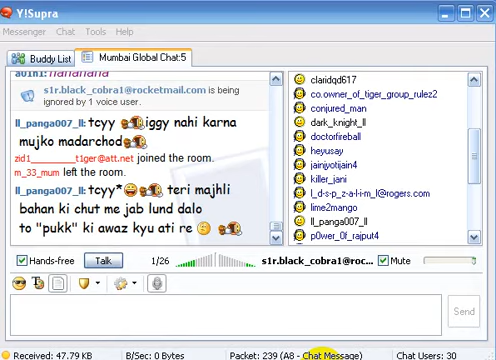 Y!Supra
Messenger Chat Tools Help
Buddy List
Mumbai Global Chat:5
hahahaha
s1r.black_cobra1@rocketmail.com is being
ignored by 1 voice user.
ll_panga007_ll: tcyy iggy nahi karna
mujko madarchod
zid1_________t1ger@att.net joined the room.
m_33_mum left the room.
ll_panga007_ll: tcyy* teri majhli
bahan ki chut me jab lund dalo
to "pukk" ki awaz kyu ati re
claridqd617
co.owner_of_tiger_group_rulez2
conjured_man
dark_knight_ll
doctorfireball
heyusay
jainjyotijain4
killer_jani
l_d-s-p_z-a-l-i-m_l@rogers.com
lime2mango
ll_panga007_ll
p0wer_0f_rajput4
Hands-free
Talk
1/26
s1r.black_cobra1@roc...
Mute
Send
Received: 47.79 KB
B/Sec: 0 Bytes
Packet: 239 (A8 - Chat Message)
Chat Users: 30